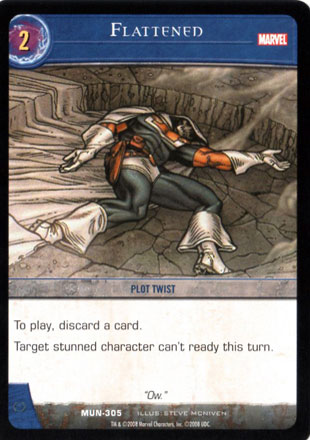 2
FLATTENED
MARVEL
PLOT TWIST
To play, discard a card.
Target stunned character can't ready this turn.
"Ow."
MUN-305 ILLUS. STEVE MCNIVEN
TM & ©2008 Marvel Characters, Inc. ©2008 UDC.